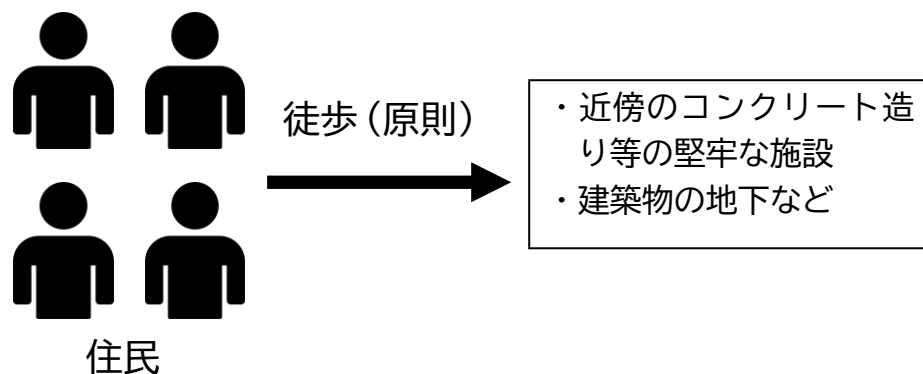 徒歩（原則）
・近傍のコンクリート造
り等の堅牢な施設
・建築物の地下など
住民